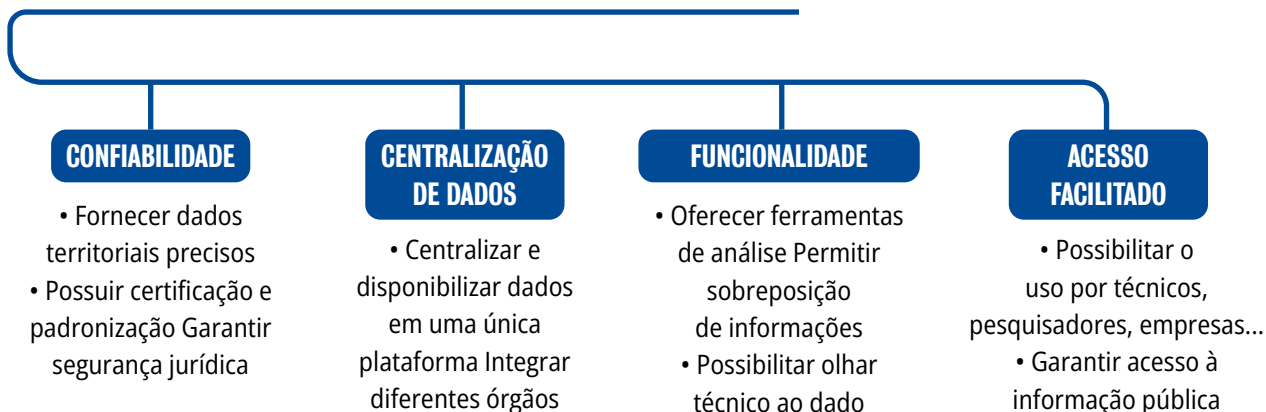 CONFIABILIDADE
• Fornecer dados
territoriais precisos
• Possuir certificação e
padronização Garantir
segurança jurídica
CENTRALIZAÇÃO
DE DADOS
• Centralizar e
disponibilizar dados
em uma única
plataforma Integrar
diferentes órgãos
FUNCIONALIDADE
• Oferecer ferramentas
de análise Permitir
sobreposição
de informações
• Possibilitar olhar
técnico ao dado
ACESSO
FACILITADO
• Possibilitar o
uso por técnicos,
pesquisadores, empresas...
• Garantir acesso à
informação pública